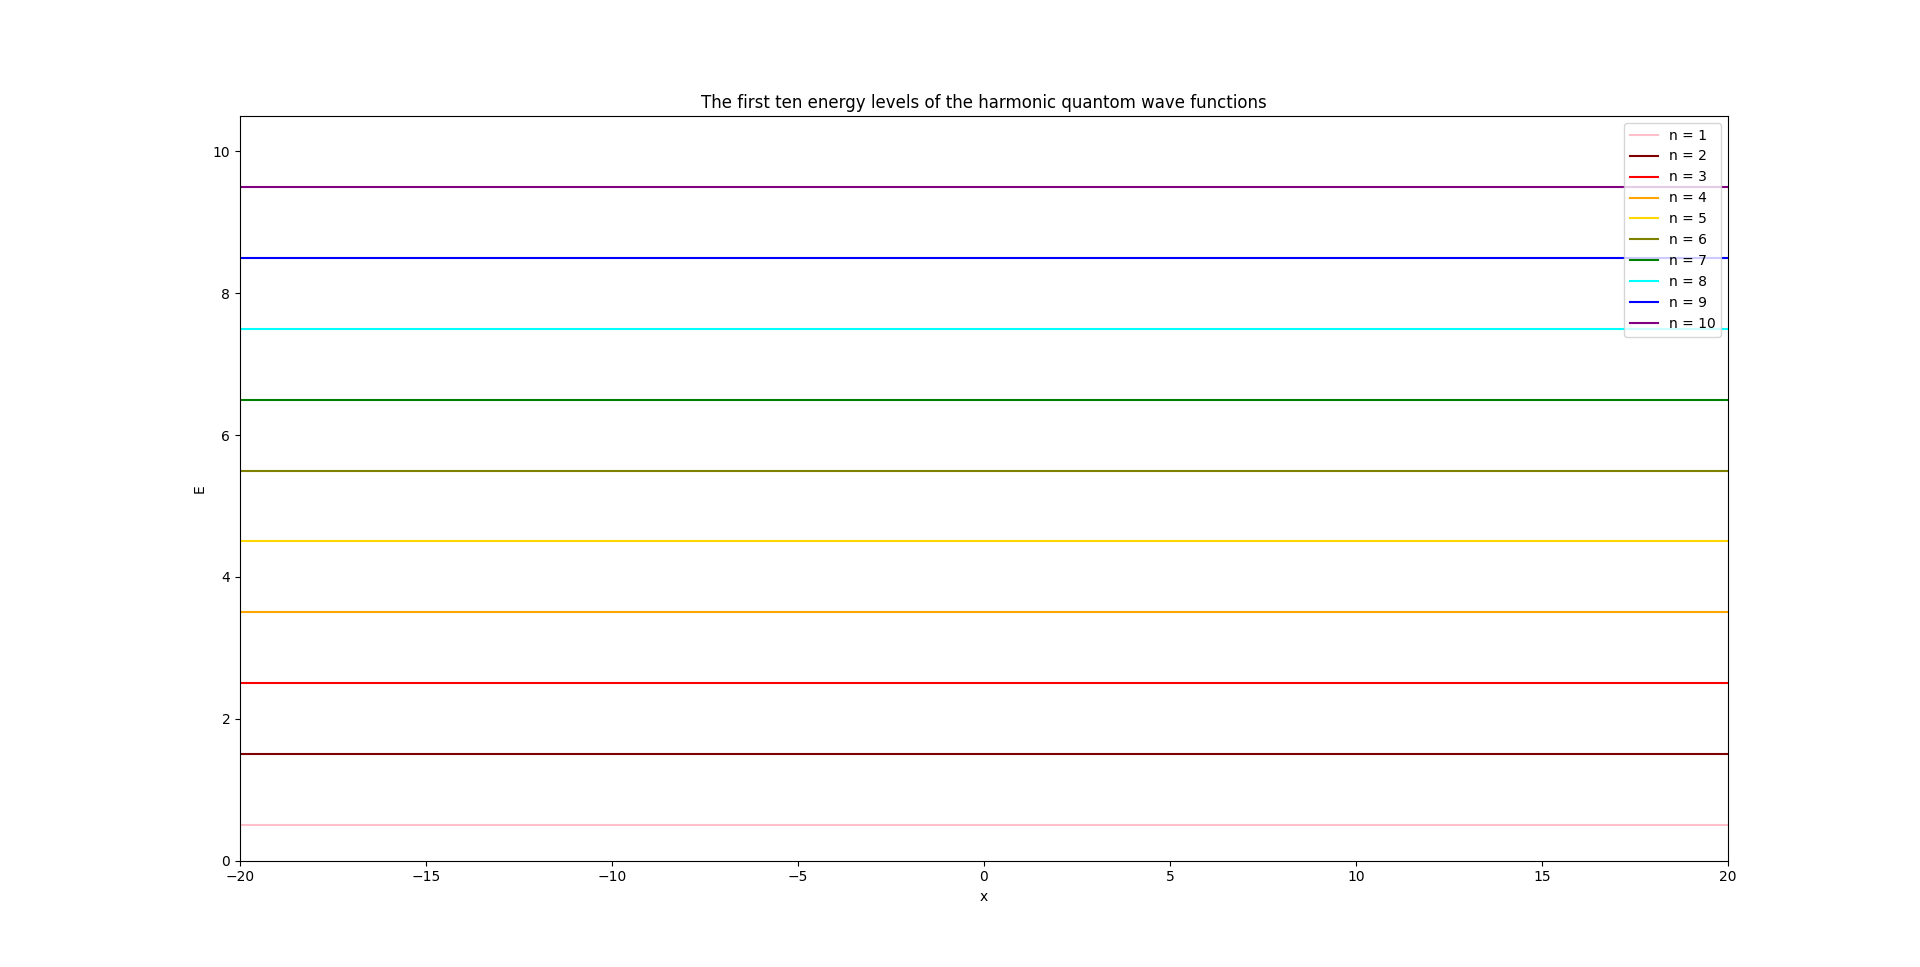 The first ten energy levels of the harmonic quantom wave functions
n = 1
n = 2
n = 3
n = 4
n = 5
n = 6
n = 7
n = 8
n = 9
n = 10
10
8
6
4
2
0
E
−20
−15
−10
−5
0
5
10
15
20
x